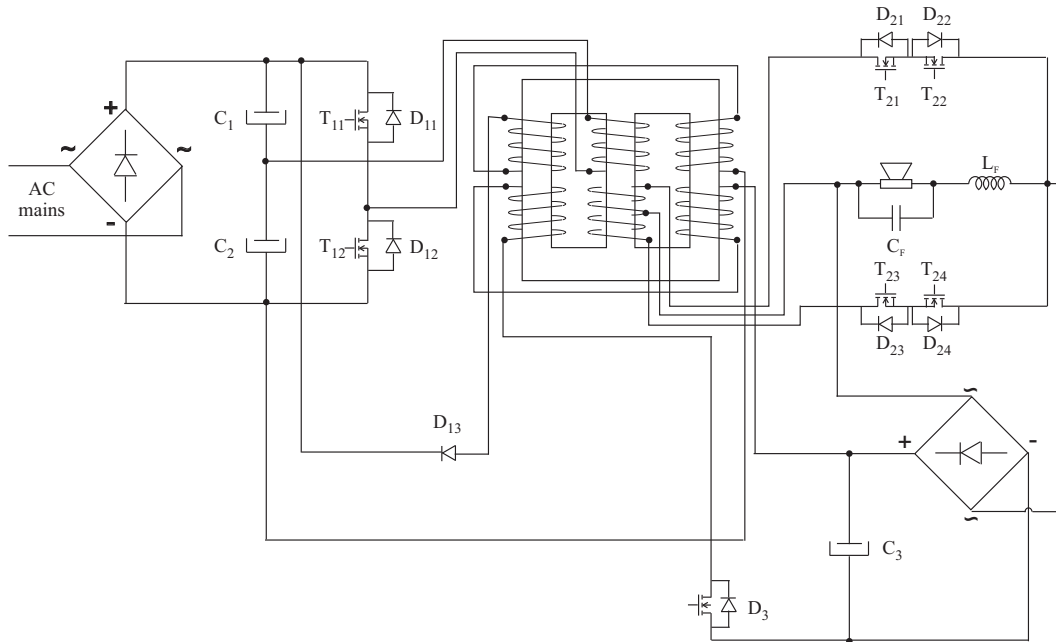 D21 D22
T21 T22
+
~ ~
AC
mains
-
C1
T11 D11
C2
T12 D12
LF
CF
T23 T24
D23 D24
D13
~
+ -
~
C3
D3